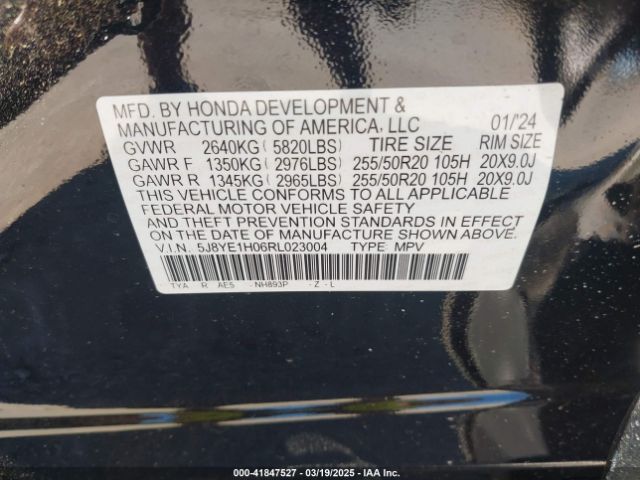 MFD. BY HONDA DEVELOPMENT &
MANUFACTURING OF AMERICA, LLC 01/'24
GVWR 2640KG (5820LBS) TIRE SIZE RIM SIZE
GAWR F 1350KG (2976LBS) 255/50R20 105H 20X9.0J
GAWR R 1345KG (2965LBS) 255/50R20 105H 20X9.0J
THIS VEHICLE CONFORMS TO ALL APPLICABLE
FEDERAL MOTOR VEHICLE SAFETY
AND THEFT PREVENTION STANDARDS IN EFFECT
ON THE DATE OF MANUFACTURE SHOWN ABOVE.
V.I.N. 5J8YE1H06RL023004 TYPE: MPV
TYA R AE5 NH893P - Z - L
000-41847527 — 03/19/2025 — IAA Inc.